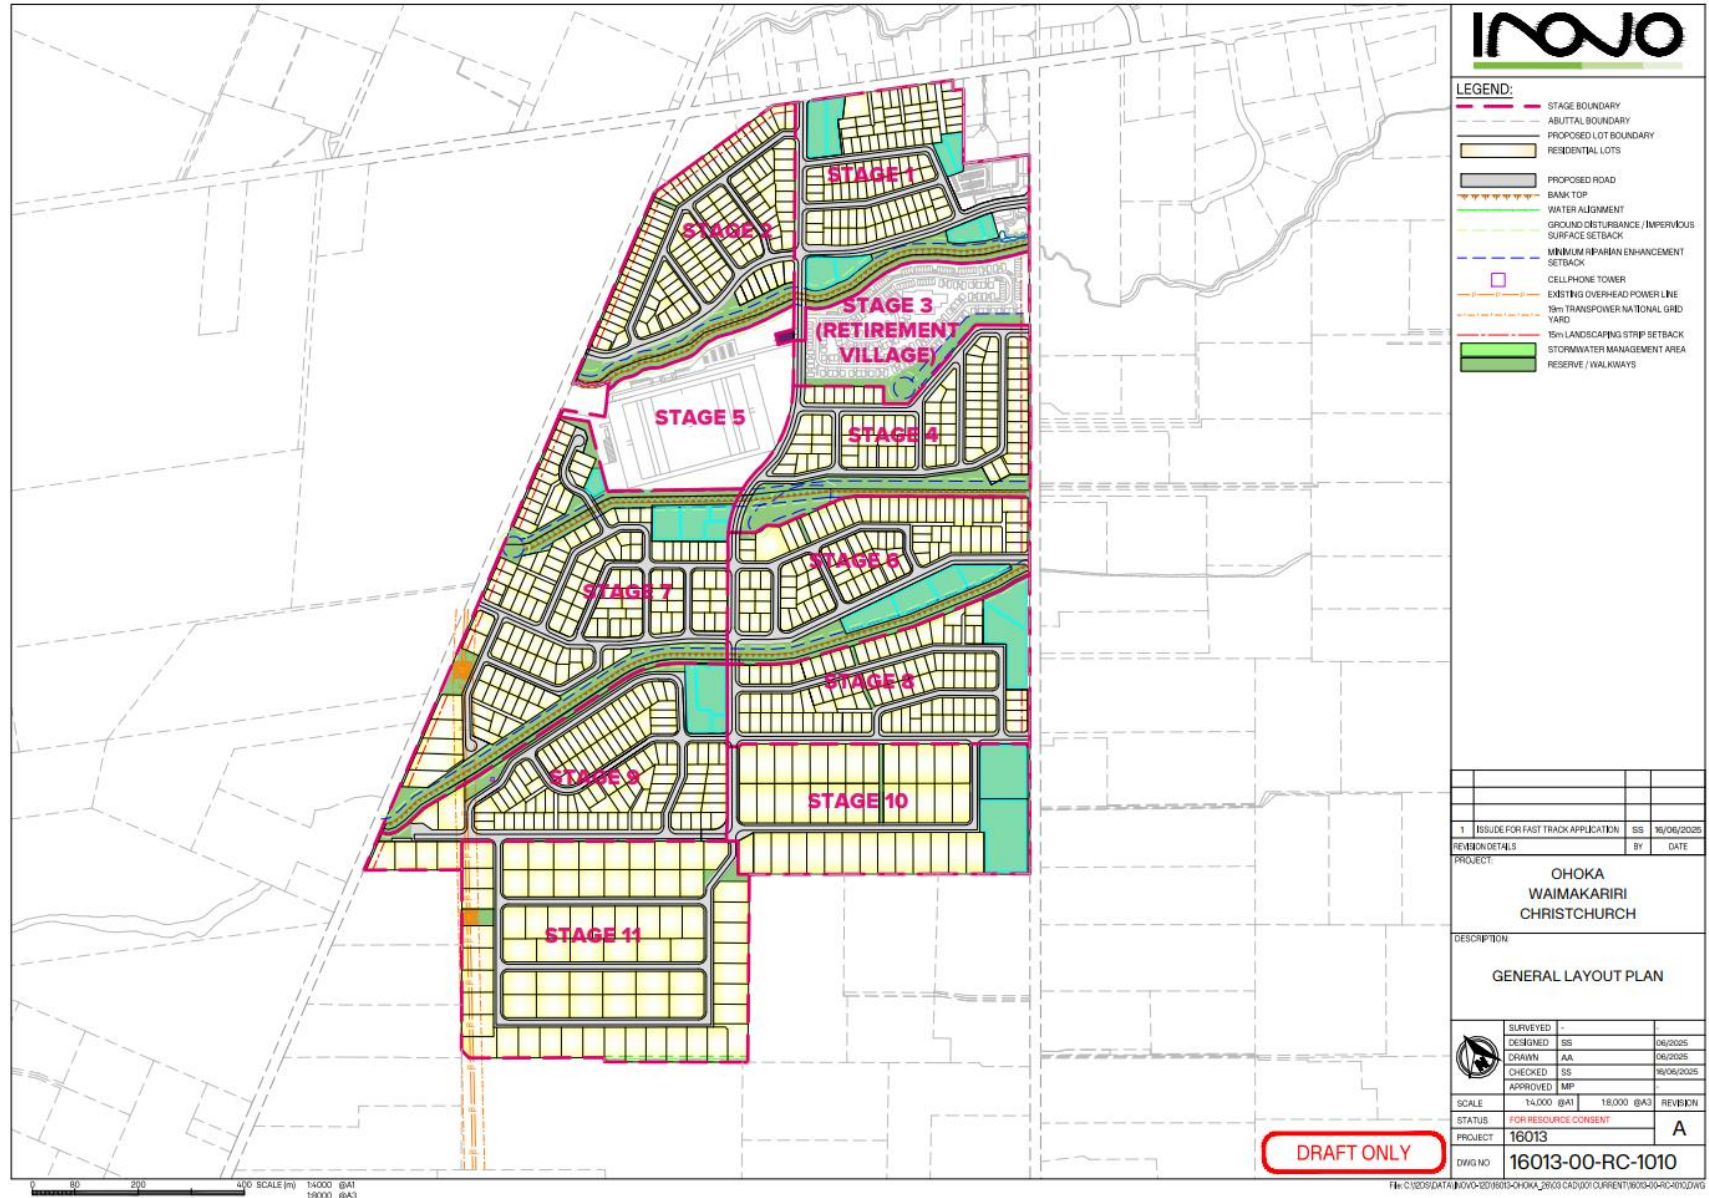 INOVO
LEGEND:
STAGE BOUNDARY
ABUTTAL BOUNDARY
PROPOSED LOT BOUNDARY
RESIDENTIAL LOTS
PROPOSED ROAD
BANK TOP
WATER ALIGNMENT
GROUND DISTURBANCE / IMPERVIOUS
SURFACE SETBACK
MINIMUM RIPARIAN ENHANCEMENT
SETBACK
CELLPHONE TOWER
EXISTING OVERHEAD POWER LINE
19m TRANSPOWER NATIONAL GRID
YARD
15m LANDSCAPING STRIP SETBACK
STORMWATER MANAGEMENT AREA
RESERVE / WALKWAYS
STAGE 1
STAGE 2
STAGE 3
(RETIREMENT
VILLAGE)
STAGE 5
STAGE 4
STAGE 6
STAGE 7
STAGE 8
STAGE 9
STAGE 10
STAGE 11
1 ISSUDE FOR FAST TRACK APPLICATION SS 16/06/2025
REVISION DETAILS BY DATE
PROJECT:
OHOKA
WAIMAKARIRI
CHRISTCHURCH
DESCRIPTION:
GENERAL LAYOUT PLAN
SURVEYED - -
DESIGNED SS 06/2025
DRAWN AA 06/2025
CHECKED SS 16/06/2025
APPROVED MP -
SCALE 1:4,000 @A1 1:8,000 @A3 REVISION
STATUS FOR RESOURCE CONSENT A
PROJECT 16013
DWG NO 16013-00-RC-1010
DRAFT ONLY
0 80 200 400 SCALE (m) 1:4000 @A1
1:8000 @A3